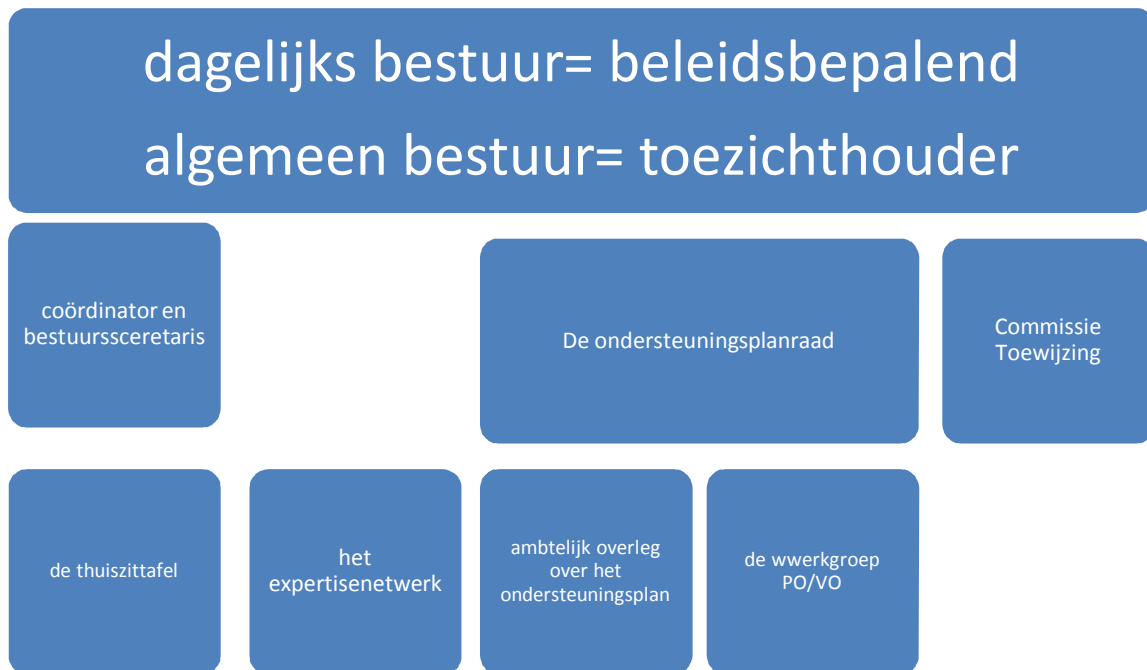 dagelijks bestuur= beleidsbepalend
algemeen bestuur= toezichthouder
coördinator en
bestuurssceretaris
De ondersteuningsplanraad
Commissie
Toewijzing
de thuiszittafel
het
expertisenetwerk
ambtelijk overleg
over het
ondersteuningsplan
de wwerkgroep
PO/VO